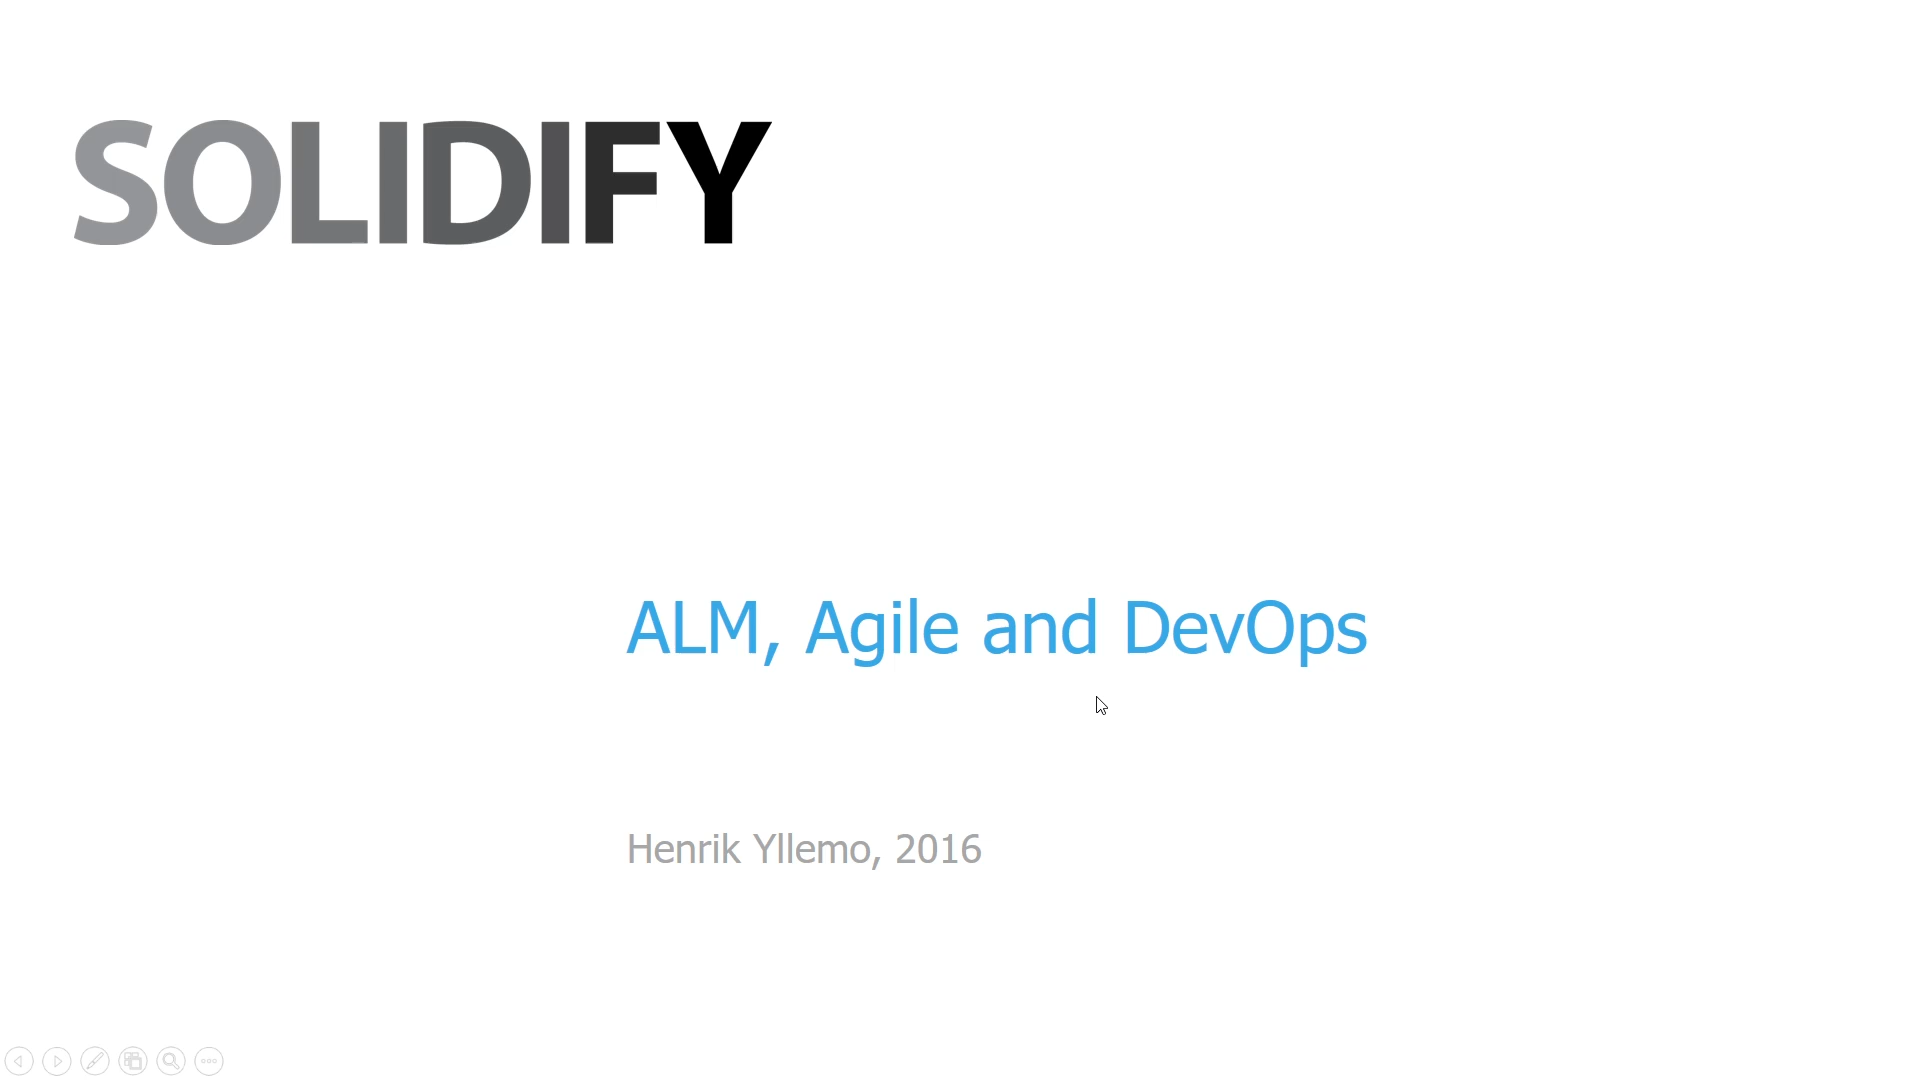 SOLIDIFY
ALM, Agile and DevOps
Henrik Yllemo, 2016